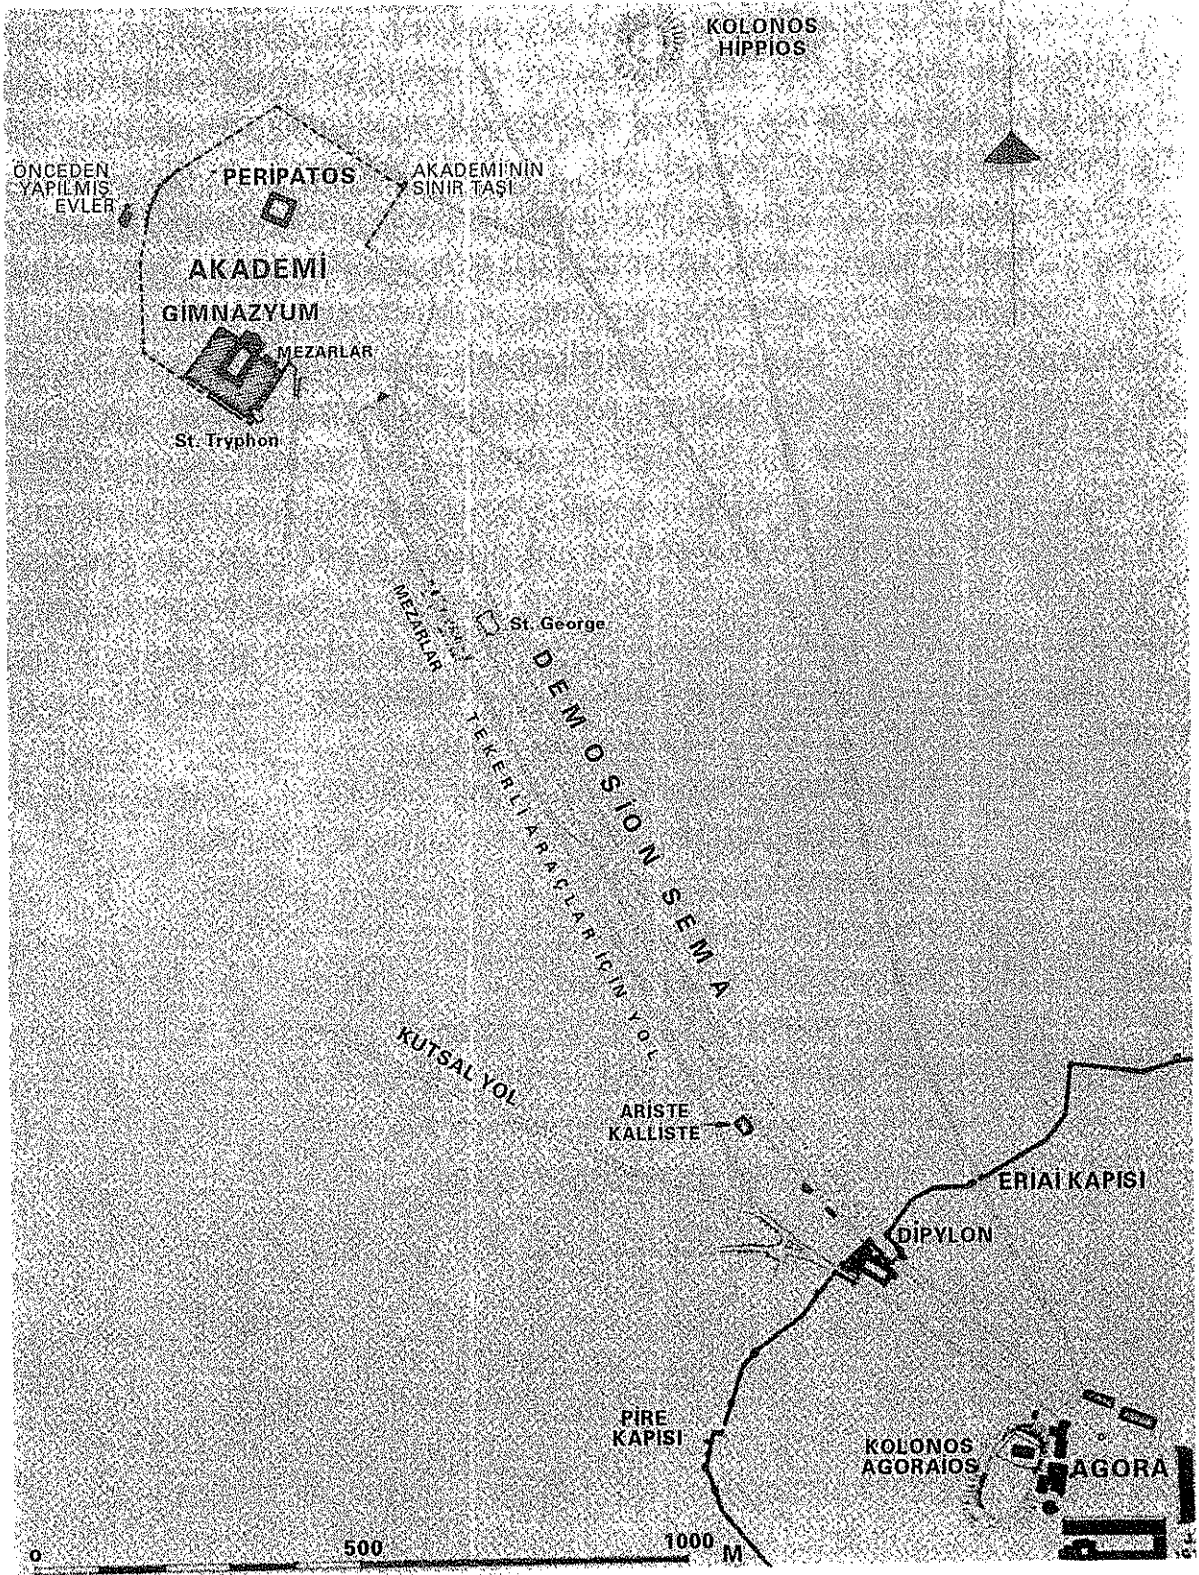 KOLONOS
HİPPİOS
ÖNCEDEN
YAPILMIŞ
EVLER
PERİPATOS
AKADEMİ'NİN
SINIR TAŞI
AKADEMİ
GİMNAZYUM
MEZARLAR
St. Tryphon
MEZARLAR
St. George
DEMOSİON SEMA
TEKERLİ ARAÇLAR İÇİN YOL
KUTSAL YOL
ARİSTE
KALLİSTE
ERIAİ KAPISI
DİPYLON
PİRE
KAPISI
KOLONOS
AGORAİOS
AGORA
0 500 1000 M